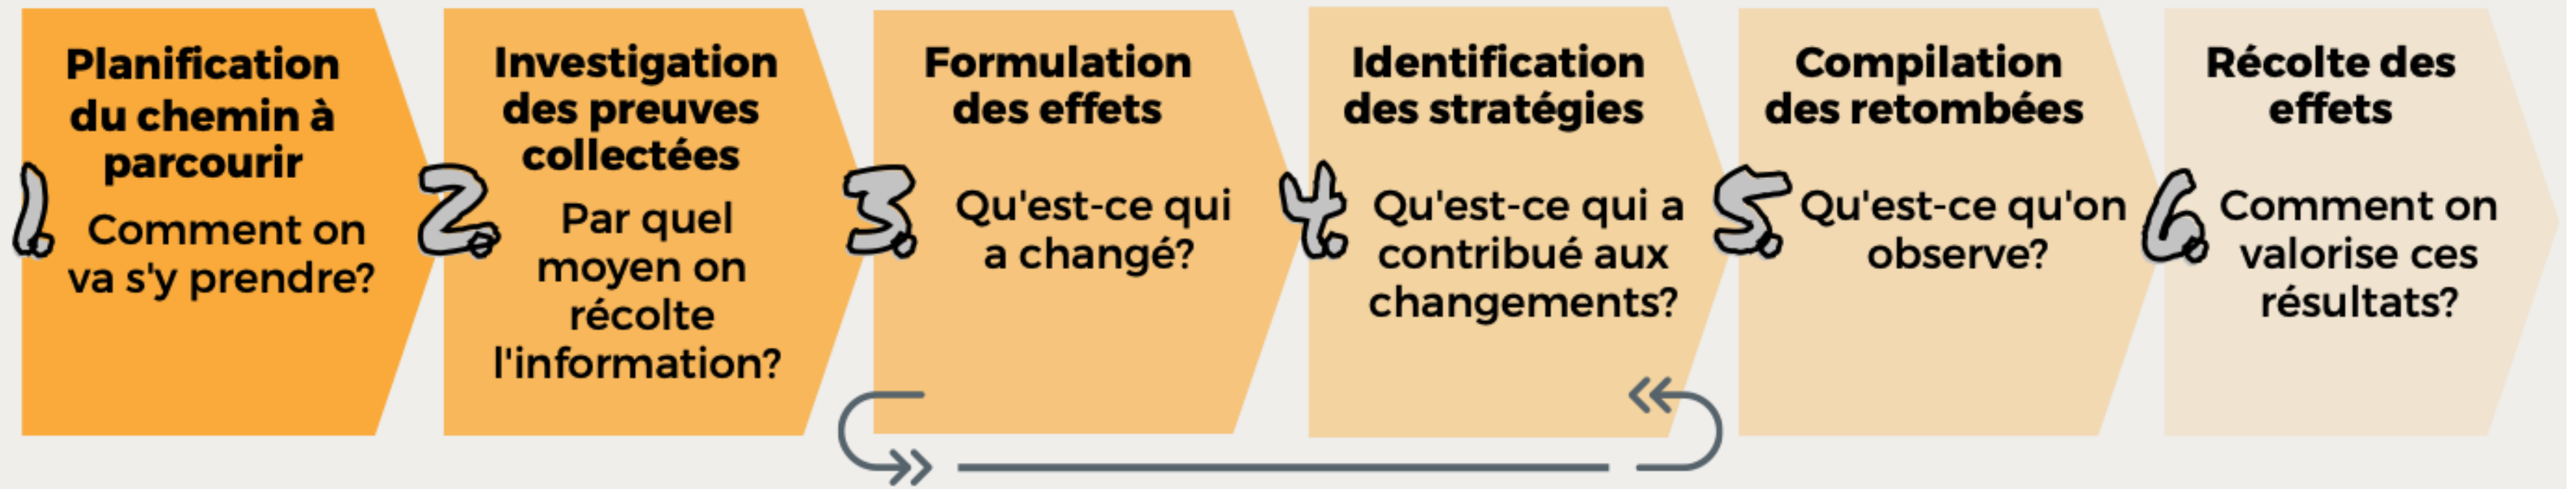 1.
Planification
du chemin à
parcourir
Comment on
va s'y prendre?
2.
Investigation
des preuves
collectées
Par quel
moyen on
récolte
l'information?
3.
Formulation
des effets
Qu'est-ce qui
a changé?
4.
Identification
des stratégies
Qu'est-ce qui a
contribué aux
changements?
5.
Compilation
des retombées
Qu'est-ce qu'on
observe?
6.
Récolte des
effets
Comment on
valorise ces
résultats?